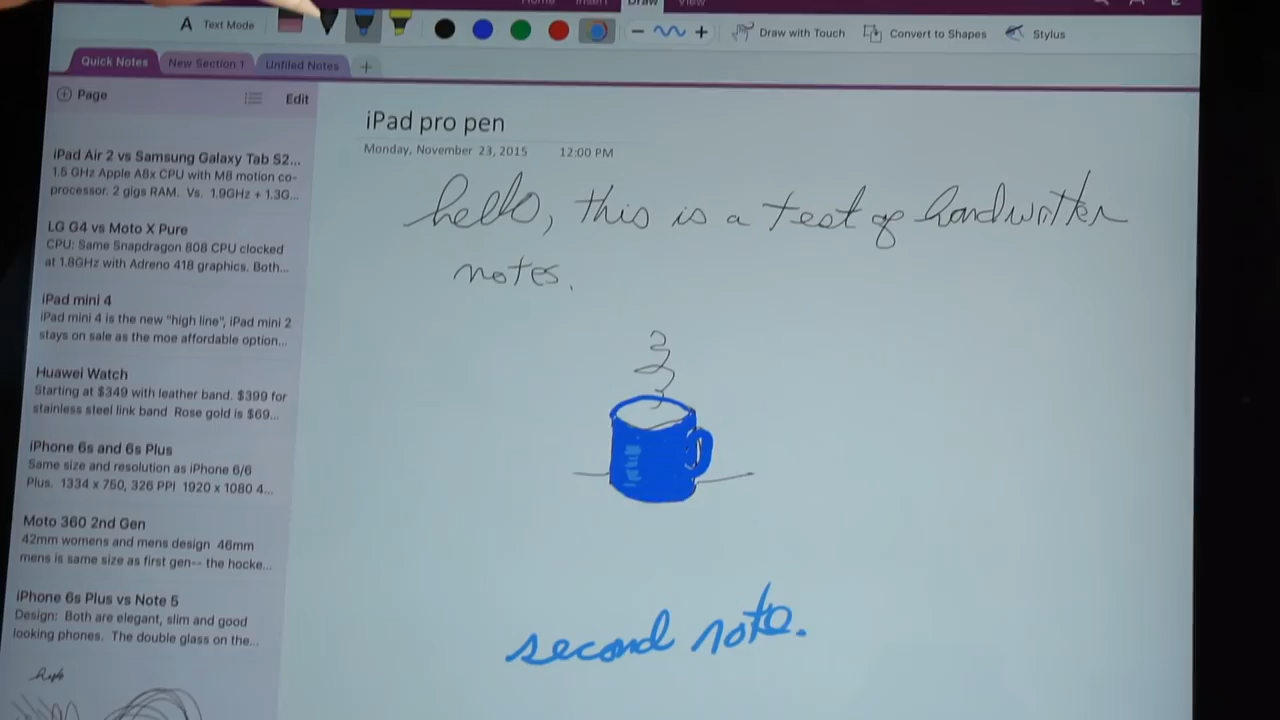 Home Insert Draw View
A Text Mode
Draw with Touch
Convert to Shapes
Stylus
Quick Notes
New Section 1
Untiled Notes
+
Page
Edit
iPad Air 2 vs Samsung Galaxy Tab S2...
1.5 GHz Apple A8x CPU with M8 motion co-
processor. 2 gigs RAM. Vs. 1.9GHz + 1.3G...
LG G4 vs Moto X Pure
CPU: Same Snapdragon 808 CPU clocked
at 1.8GHz with Adreno 418 graphics. Both...
iPad mini 4
iPad mini 4 is the new "high line", iPad mini 2
stays on sale as the moe affordable option...
Huawei Watch
Starting at $349 with leather band. $399 for
stainless steel link band Rose gold is $69...
iPhone 6s and 6s Plus
Same size and resolution as iPhone 6/6
Plus. 1334 x 750, 326 PPI 1920 x 1080 4...
Moto 360 2nd Gen
42mm womens and mens design 46mm
mens is same size as first gen-- the hocke...
iPhone 6s Plus vs Note 5
Design: Both are elegant, slim and good
looking phones. The double glass on the...
iPad pro pen
Monday, November 23, 2015 12:00 PM
hello, this is a test of handwritten
notes.
second note.